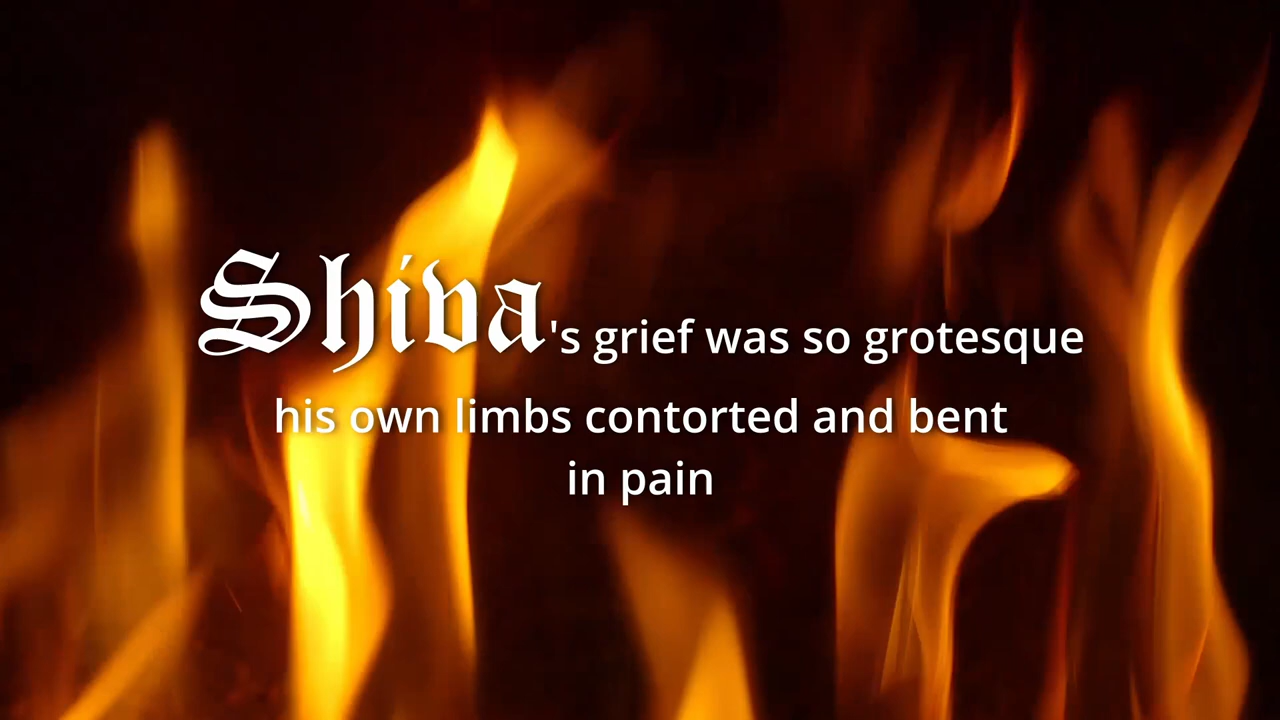 Shiva's grief was so grotesque
his own limbs contorted and bent
in pain